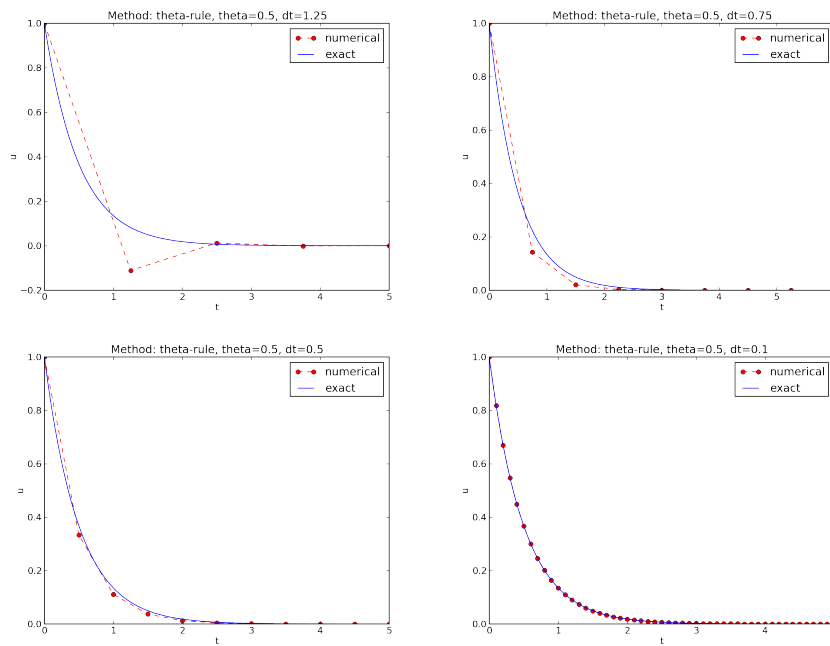 Method: theta-rule, theta=0.5, dt=1.25
numerical
exact
1.0
0.8
0.6
0.4
0.2
0.0
−0.2
u
0 1 2 3 4 5
t
Method: theta-rule, theta=0.5, dt=0.75
numerical
exact
1.0
0.8
0.6
0.4
0.2
0.0
u
0 1 2 3 4 5
t
Method: theta-rule, theta=0.5, dt=0.5
numerical
exact
1.0
0.8
0.6
0.4
0.2
0.0
u
0 1 2 3 4 5
t
Method: theta-rule, theta=0.5, dt=0.1
numerical
exact
1.0
0.8
0.6
0.4
0.2
0.0
u
0 1 2 3 4
t